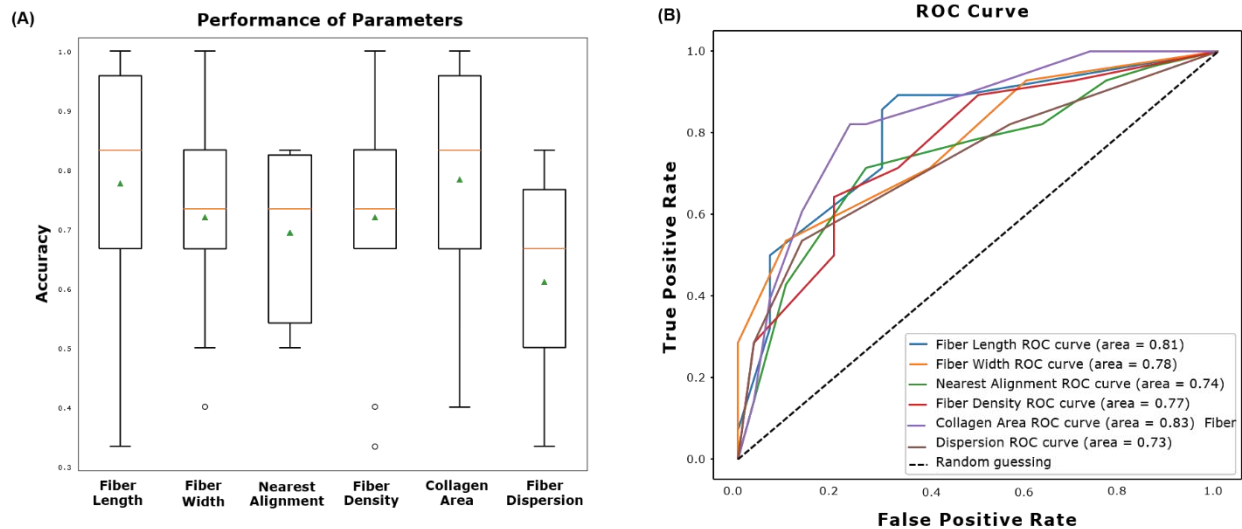 (A)
Performance of Parameters
1.0
0.9
0.8
0.7
0.6
0.5
0.4
0.3
Accuracy
Fiber Length
Fiber Width
Nearest Alignment
Fiber Density
Collagen Area
Fiber Dispersion
(B)
ROC Curve
1.0
0.8
0.6
0.4
0.2
0.0
True Positive Rate
Fiber Length ROC curve (area = 0.81)
Fiber Width ROC curve (area = 0.78)
Nearest Alignment ROC curve (area = 0.74)
Fiber Density ROC curve (area = 0.77)
Collagen Area ROC curve (area = 0.83) Fiber
Dispersion ROC curve (area = 0.73)
Random guessing
0.0 0.2 0.4 0.6 0.8 1.0
False Positive Rate